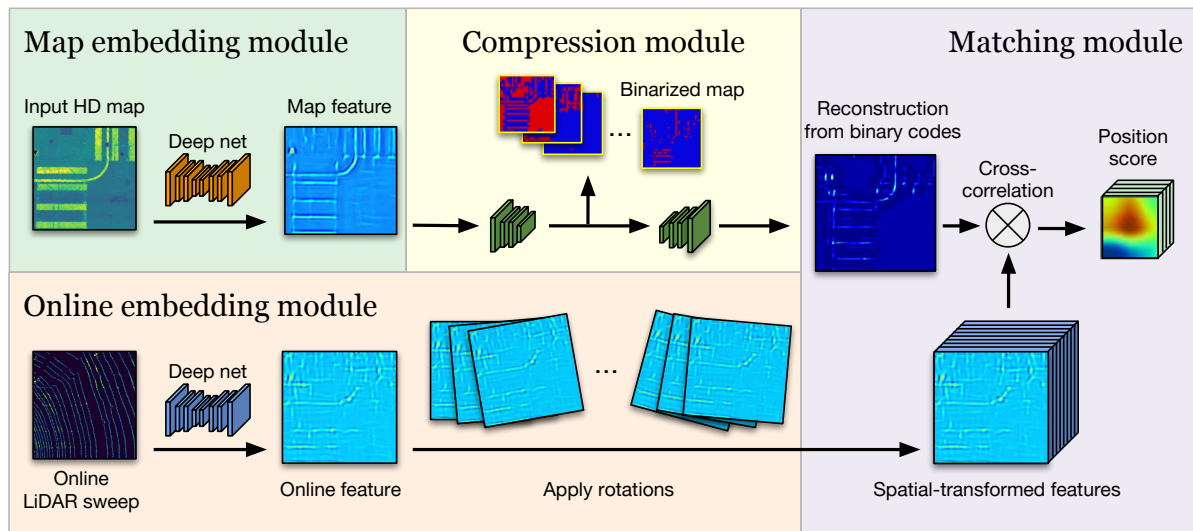 Map embedding module
Input HD map
Deep net
Map feature
Compression module
Binarized map
...
Matching module
Reconstruction
from binary codes
Cross-
correlation
Position
score
Online embedding module
Deep net
...
Online
LiDAR sweep
Online feature
Apply rotations
Spatial-transformed features